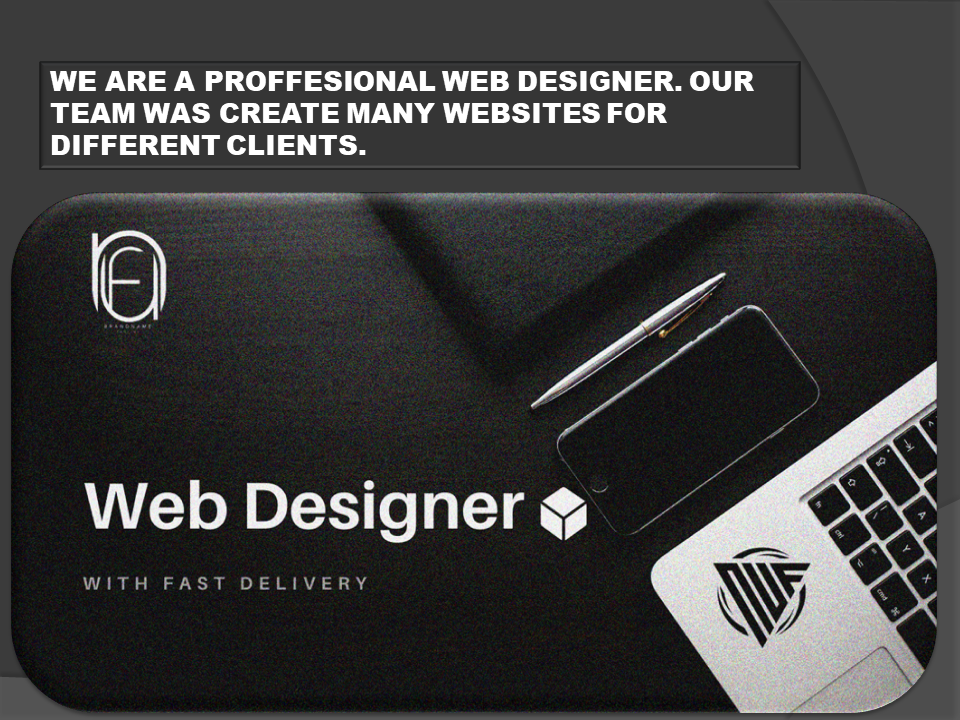 WE ARE A PROFFESIONAL WEB DESIGNER. OUR
TEAM WAS CREATE MANY WEBSITES FOR
DIFFERENT CLIENTS.
BRANDNAME
Web Designer
WITH FAST DELIVERY